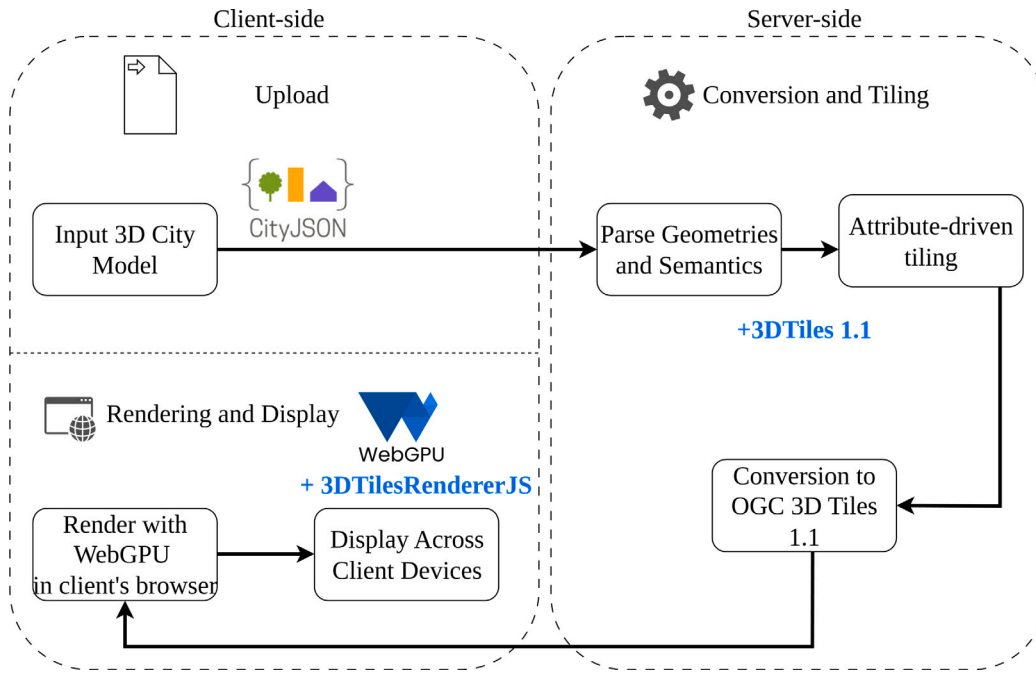 Client-side
Server-side
Upload
Conversion and Tiling
CityJSON
Input 3D City
Model
Parse Geometries
and Semantics
Attribute-driven
tiling
+3DTiles 1.1
Rendering and Display
WebGPU
+ 3DTilesRendererJS
Render with
WebGPU
in client's browser
Display Across
Client Devices
Conversion to
OGC 3D Tiles
1.1